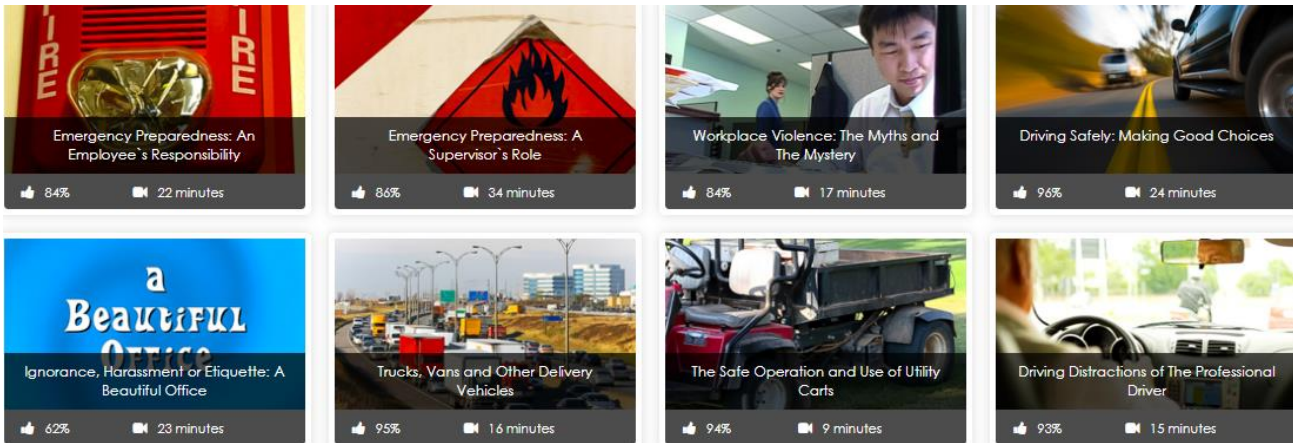 FIRE
FIRE
Emergency Preparedness: An
Employee`s Responsibility
84%
22 minutes
Emergency Preparedness: A
Supervisor`s Role
86%
34 minutes
Workplace Violence: The Myths and
The Mystery
84%
17 minutes
Driving Safely: Making Good Choices
96%
24 minutes
a
Beautiful
Office
Ignorance, Harassment or Etiquette: A
Beautiful Office
62%
23 minutes
Trucks, Vans and Other Delivery
Vehicles
95%
16 minutes
The Safe Operation and Use of Utility
Carts
94%
9 minutes
Driving Distractions of The Professional
Driver
93%
15 minutes